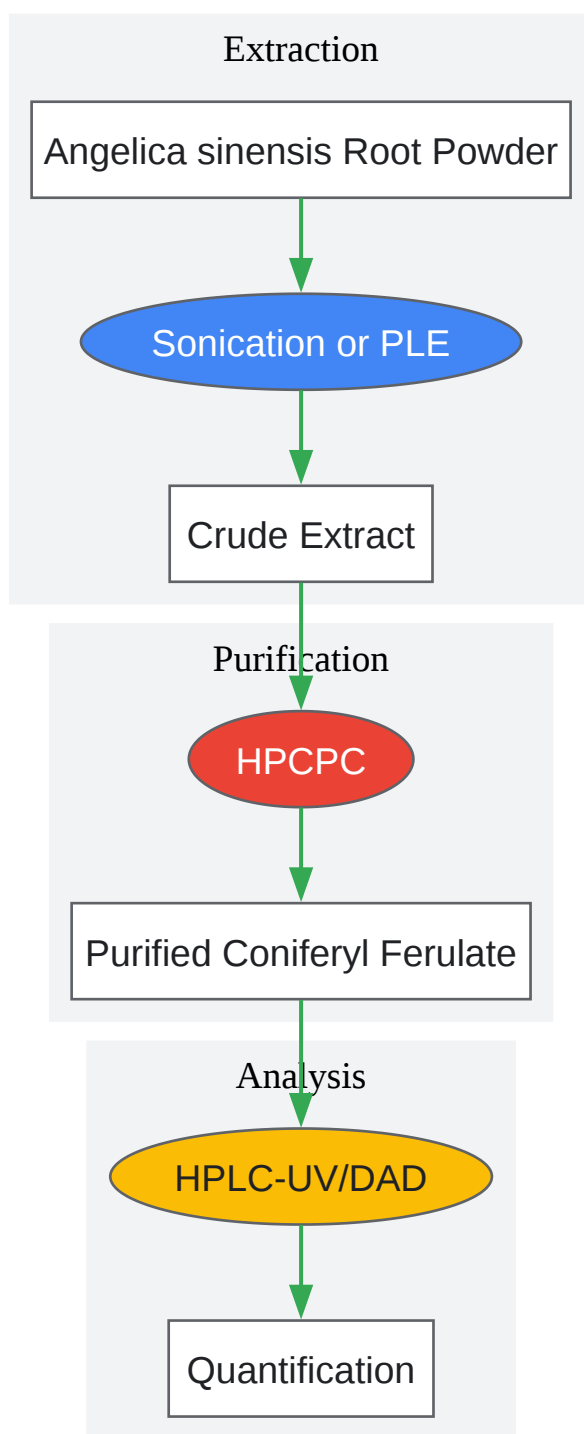 Extraction
Angelica sinensis Root Powder
Sonication or PLE
Crude Extract
Purification
HPCPC
Purified Coniferyl Ferulate
Analysis
HPLC-UV/DAD
Quantification